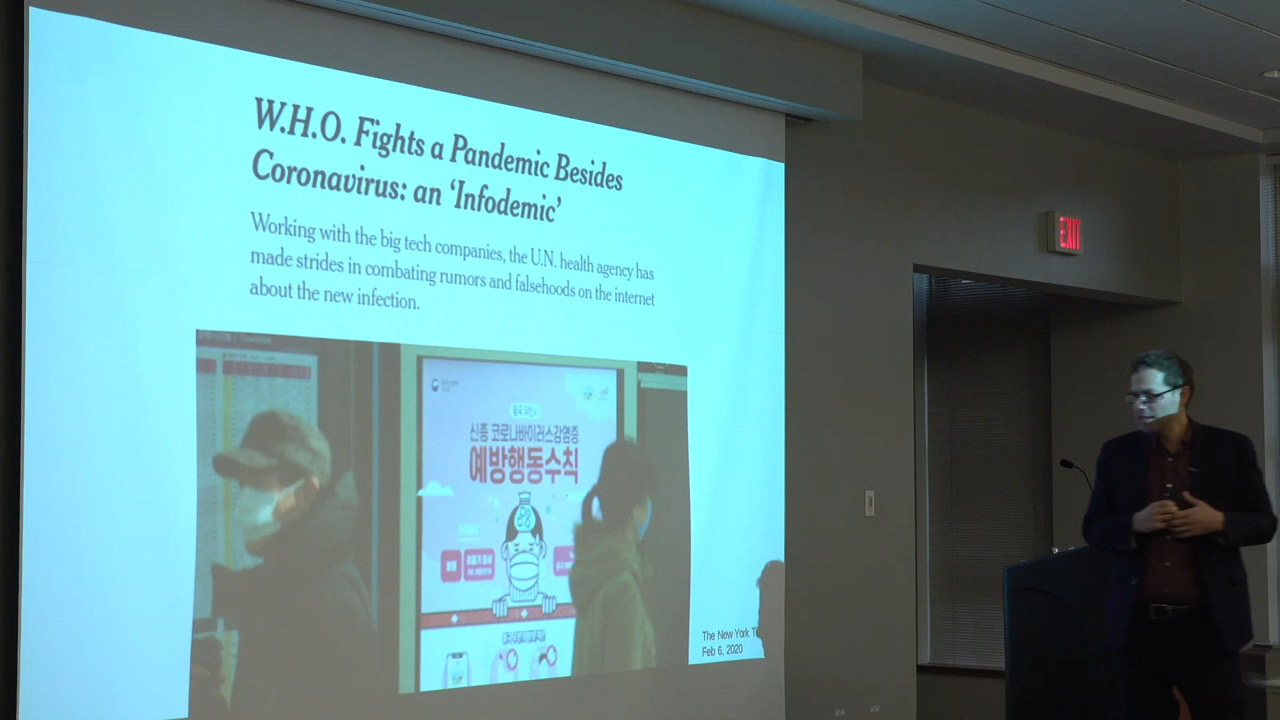 W.H.O. Fights a Pandemic Besides
Coronavirus: an ‘Infodemic’
Working with the big tech companies, the U.N. health agency has
made strides in combating rumors and falsehoods on the internet
about the new infection.
신종 코로나바이러스감염증
예방행동수칙
The New York
Feb 6, 2020
EXIT